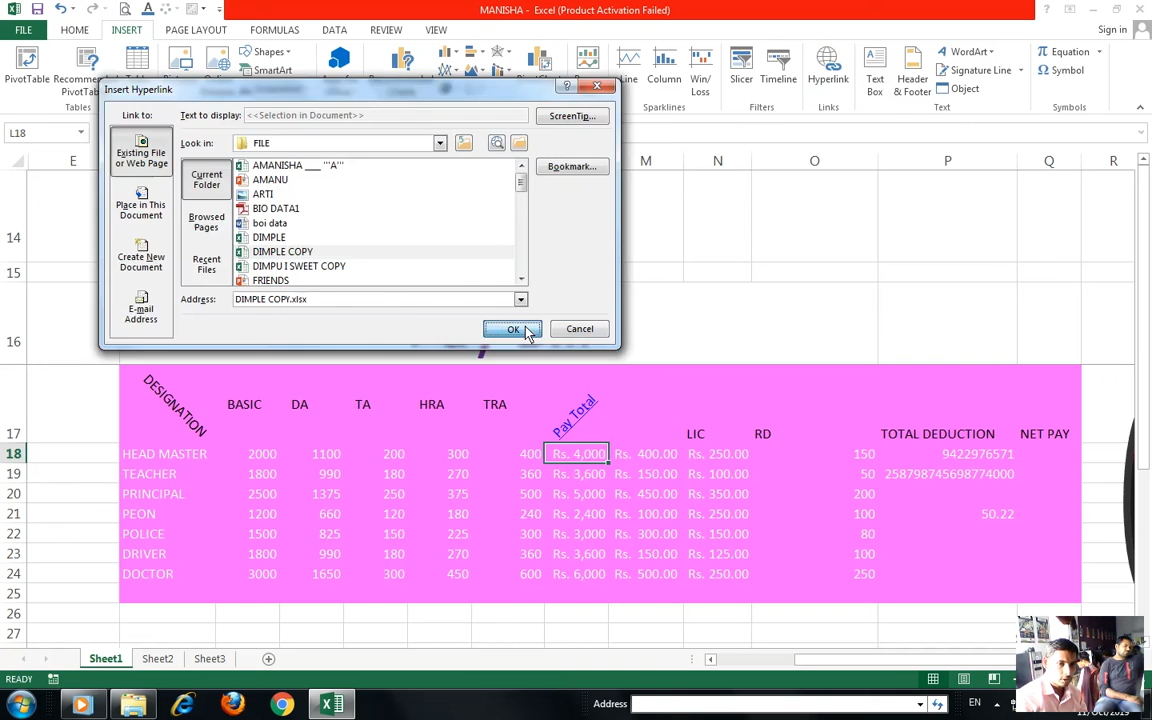 MANISHA - Excel (Product Activation Failed)
FILE HOME INSERT PAGE LAYOUT FORMULAS DATA REVIEW VIEW Sign in
Shapes WordArt Equation
SmartArt Signature Line Symbol
Object
PivotTable Recommended PivotTables Line Column Win/Loss Slicer Timeline Hyperlink Text Box Header & Footer
Tables Sparklines Filters Links Text Symbols
Insert Hyperlink
Link to: Text to display: <<Selection in Document>> ScreenTip...
Existing File or Web Page
Look in: FILE
Bookmark...
Current Folder
AMANISHA ___ '"'A"'
AMANU
ARTI
BIO DATA1
boi data
DIMPLE
DIMPLE COPY
DIMPU I SWEET COPY
FRIENDS
Place in This Document
Browsed Pages
Create New Document
Recent Files
E-mail Address
Address: DIMPLE COPY.xlsx
OK Cancel
L18
E M N O P Q R
14
15
16
17 DESIGNATION BASIC DA TA HRA TRA Pay Total LIC RD TOTAL DEDUCTION NET PAY
18 HEAD MASTER 2000 1100 200 300 400 Rs. 4,000 Rs. 400.00 Rs. 250.00 150 9422976571
19 TEACHER 1800 990 180 270 360 Rs. 3,600 Rs. 150.00 Rs. 100.00 50 258798745698774000
20 PRINCIPAL 2500 1375 250 375 500 Rs. 5,000 Rs. 450.00 Rs. 350.00 200
21 PEON 1200 660 120 180 240 Rs. 2,400 Rs. 100.00 Rs. 250.00 100 50.22
22 POLICE 1500 825 150 225 300 Rs. 3,000 Rs. 300.00 Rs. 150.00 80
23 DRIVER 1800 990 180 270 360 Rs. 3,600 Rs. 150.00 Rs. 125.00 100
24 DOCTOR 3000 1650 300 450 600 Rs. 6,000 Rs. 500.00 Rs. 250.00 250
25
26
27
Sheet1 Sheet2 Sheet3
READY
Address EN